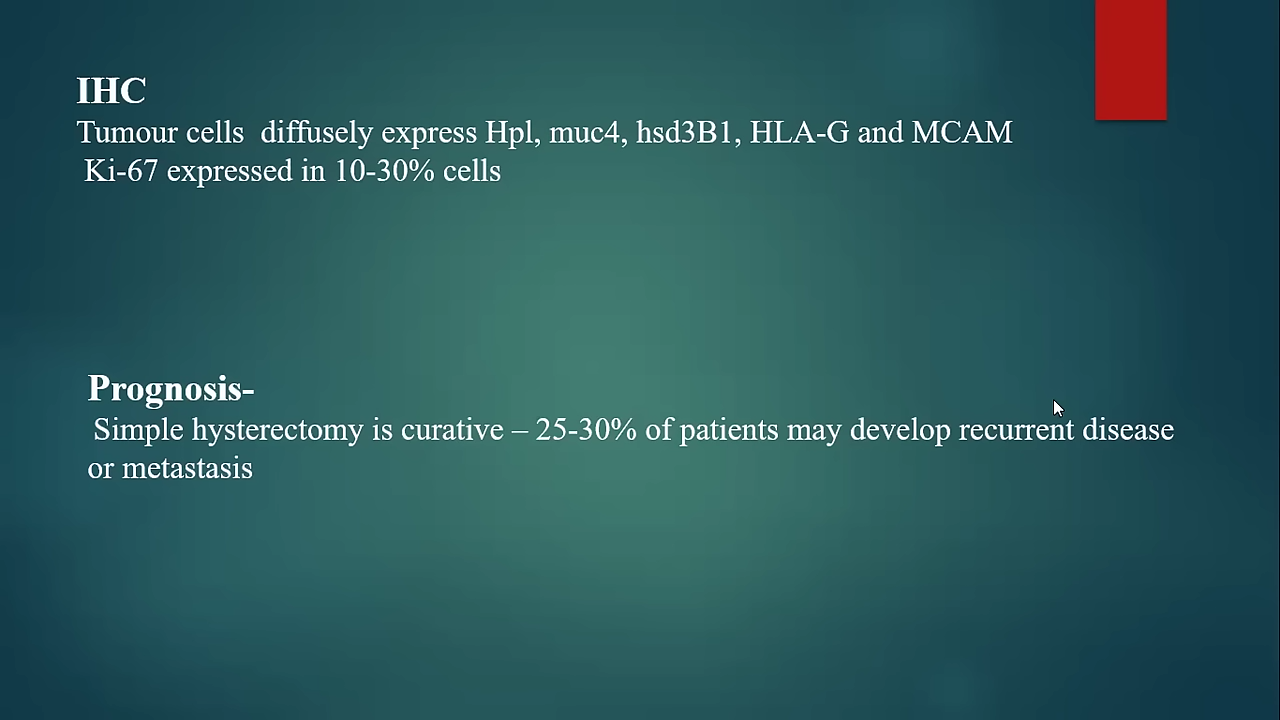 IHC
Tumour cells diffusely express Hpl, muc4, hsd3B1, HLA-G and MCAM
Ki-67 expressed in 10-30% cells
Prognosis-
Simple hysterectomy is curative – 25-30% of patients may develop recurrent disease
or metastasis